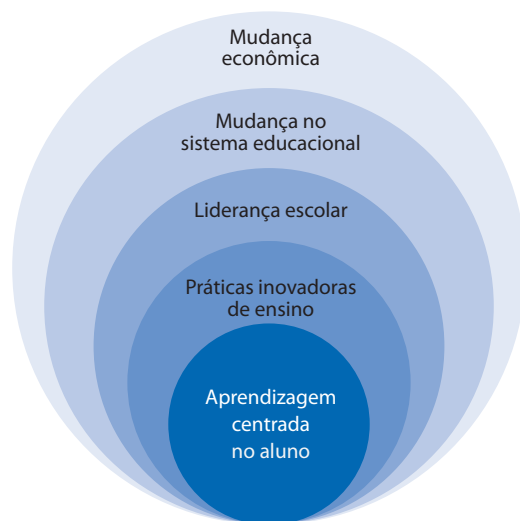 Mudança
econômica
Mudança no
sistema educacional
Liderança escolar
Práticas inovadoras
de ensino
Aprendizagem
centrada
no aluno